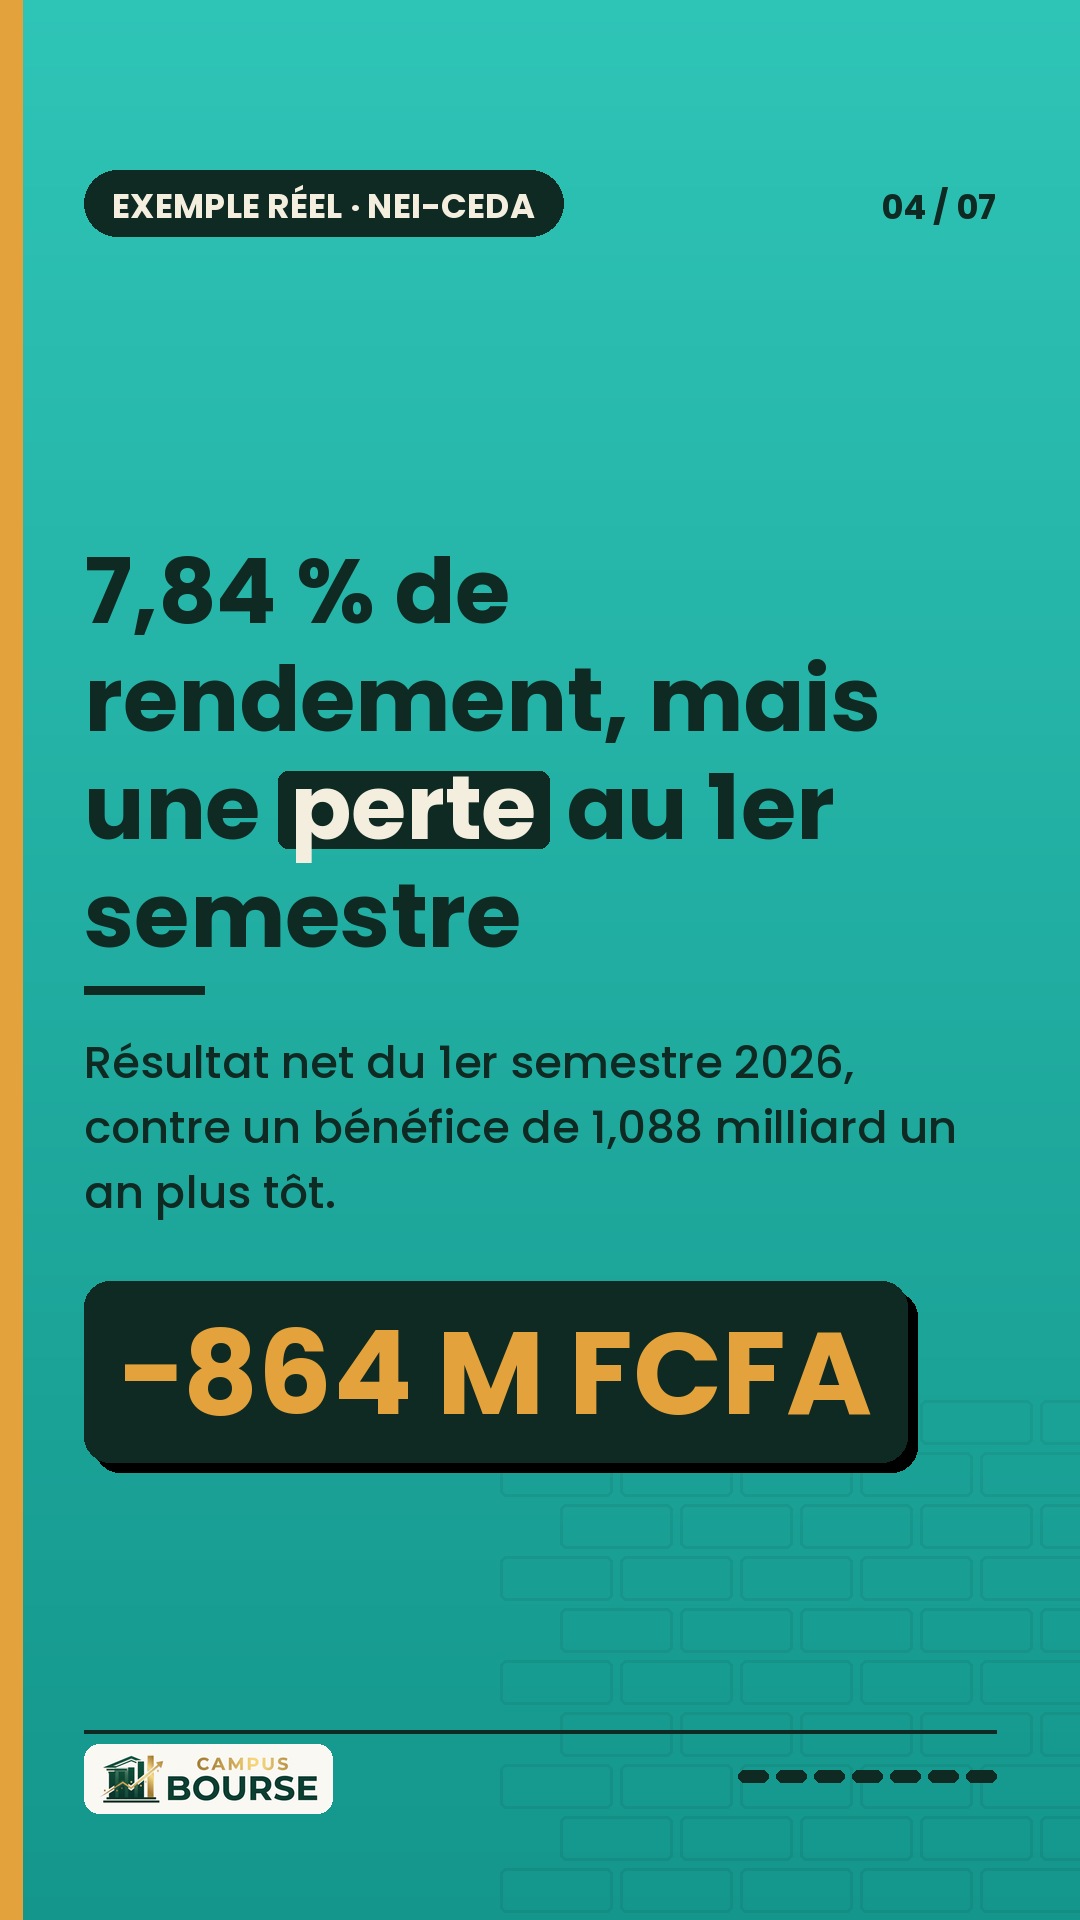 EXEMPLE RÉEL · NEI-CEDA
04 / 07
7,84 % de
rendement, mais
une perte au 1er
semestre
Résultat net du 1er semestre 2026,
contre un bénéfice de 1,088 milliard un
an plus tôt.
-864 M FCFA
CAMPUS
BOURSE